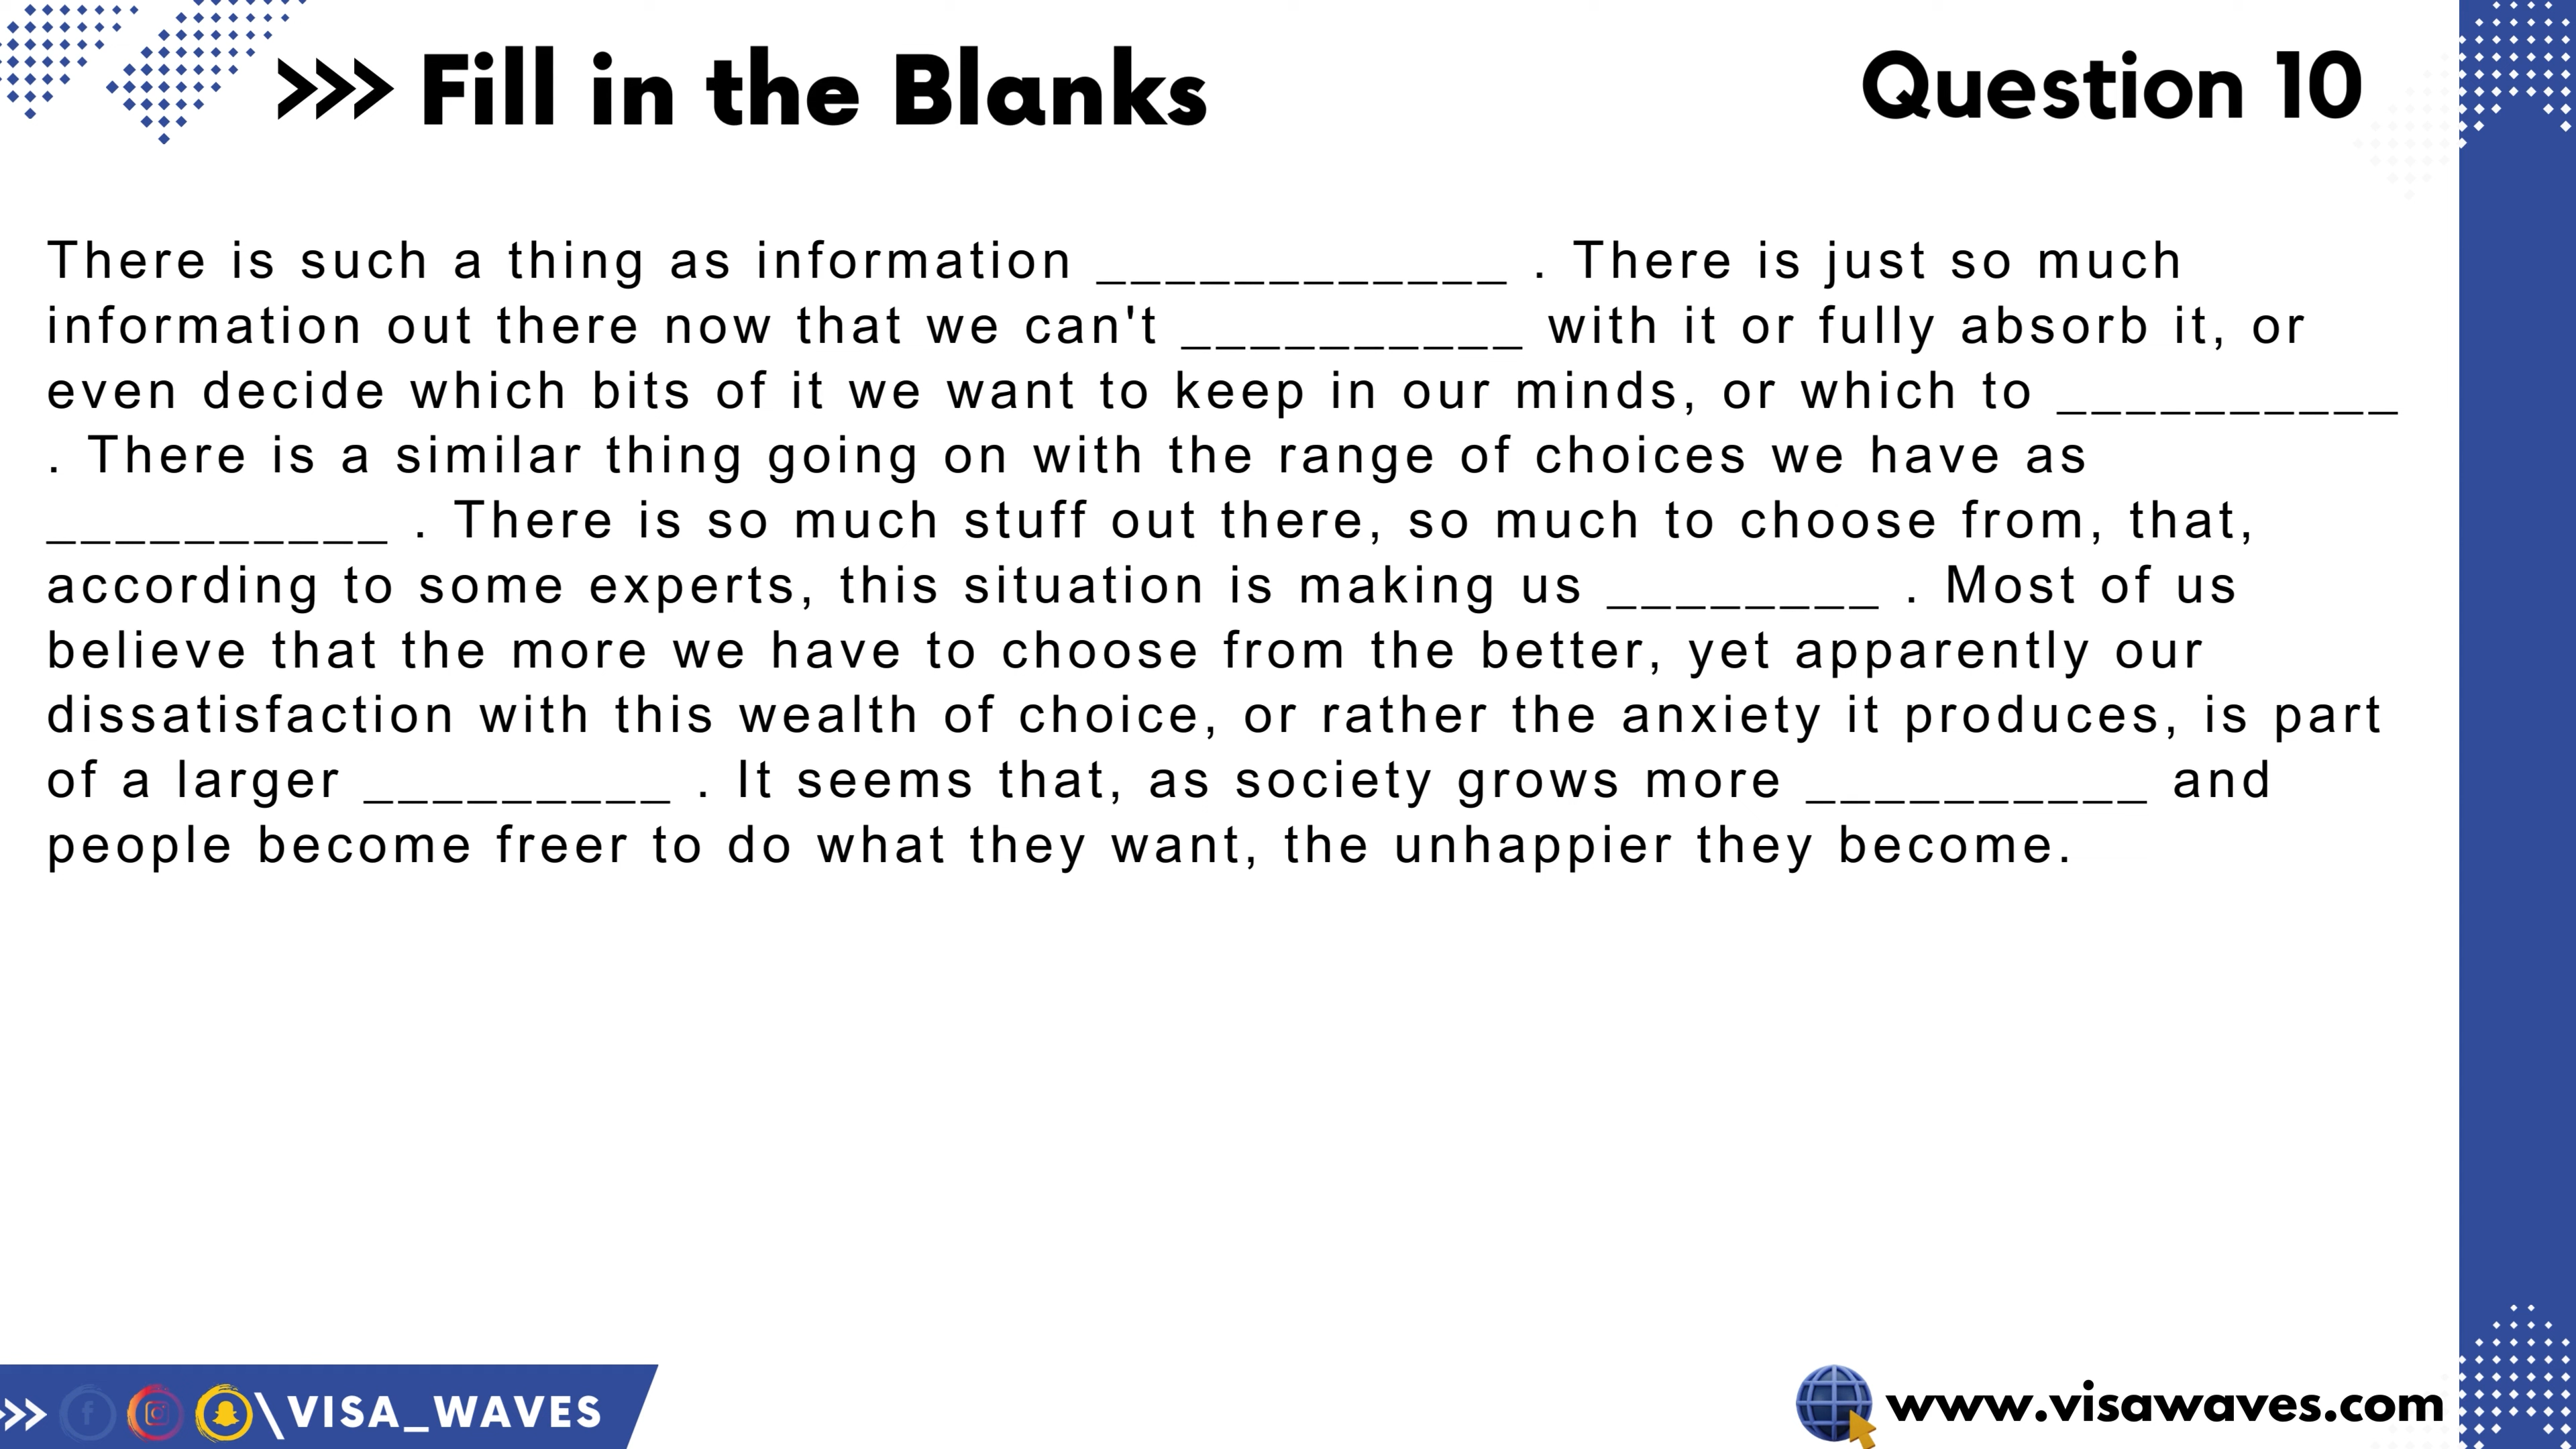 >>> Fill in the Blanks
Question 10
There is such a thing as information ____________ . There is just so much
information out there now that we can't __________ with it or fully absorb it, or
even decide which bits of it we want to keep in our minds, or which to __________
. There is a similar thing going on with the range of choices we have as
__________ . There is so much stuff out there, so much to choose from, that,
according to some experts, this situation is making us ________ . Most of us
believe that the more we have to choose from the better, yet apparently our
dissatisfaction with this wealth of choice, or rather the anxiety it produces, is part
of a larger _________ . It seems that, as society grows more __________ and
people become freer to do what they want, the unhappier they become.
\VISA_WAVES
www.visawaves.com